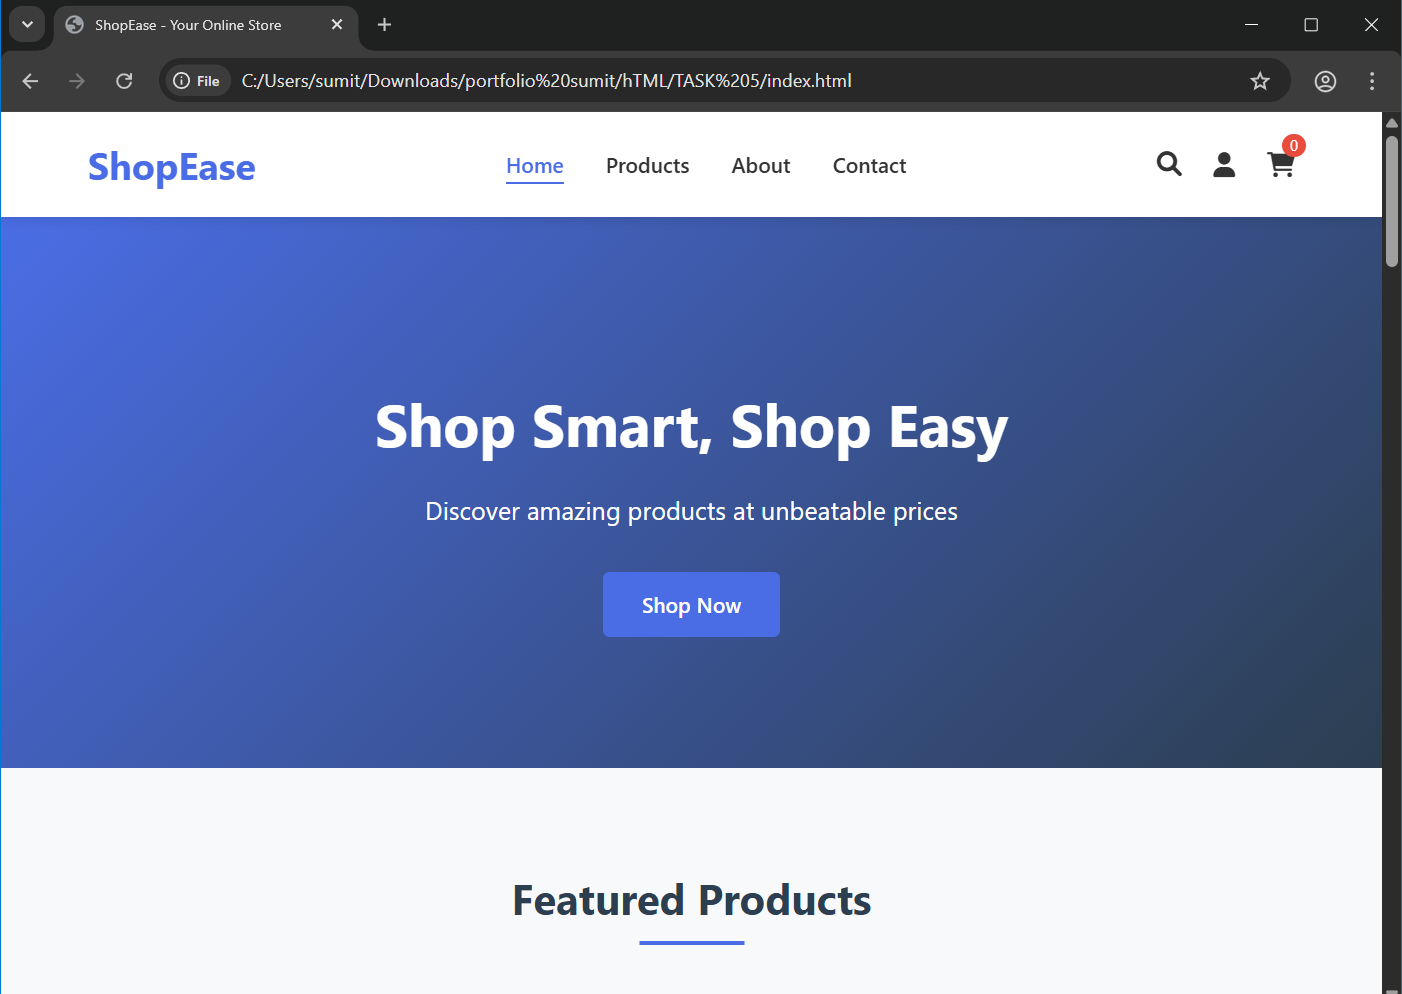 ShopEase - Your Online Store
File C:/Users/sumit/Downloads/portfolio%20sumit/hTML/TASK%205/index.html
ShopEase Home Products About Contact 0
Shop Smart, Shop Easy
Discover amazing products at unbeatable prices
Shop Now
Featured Products